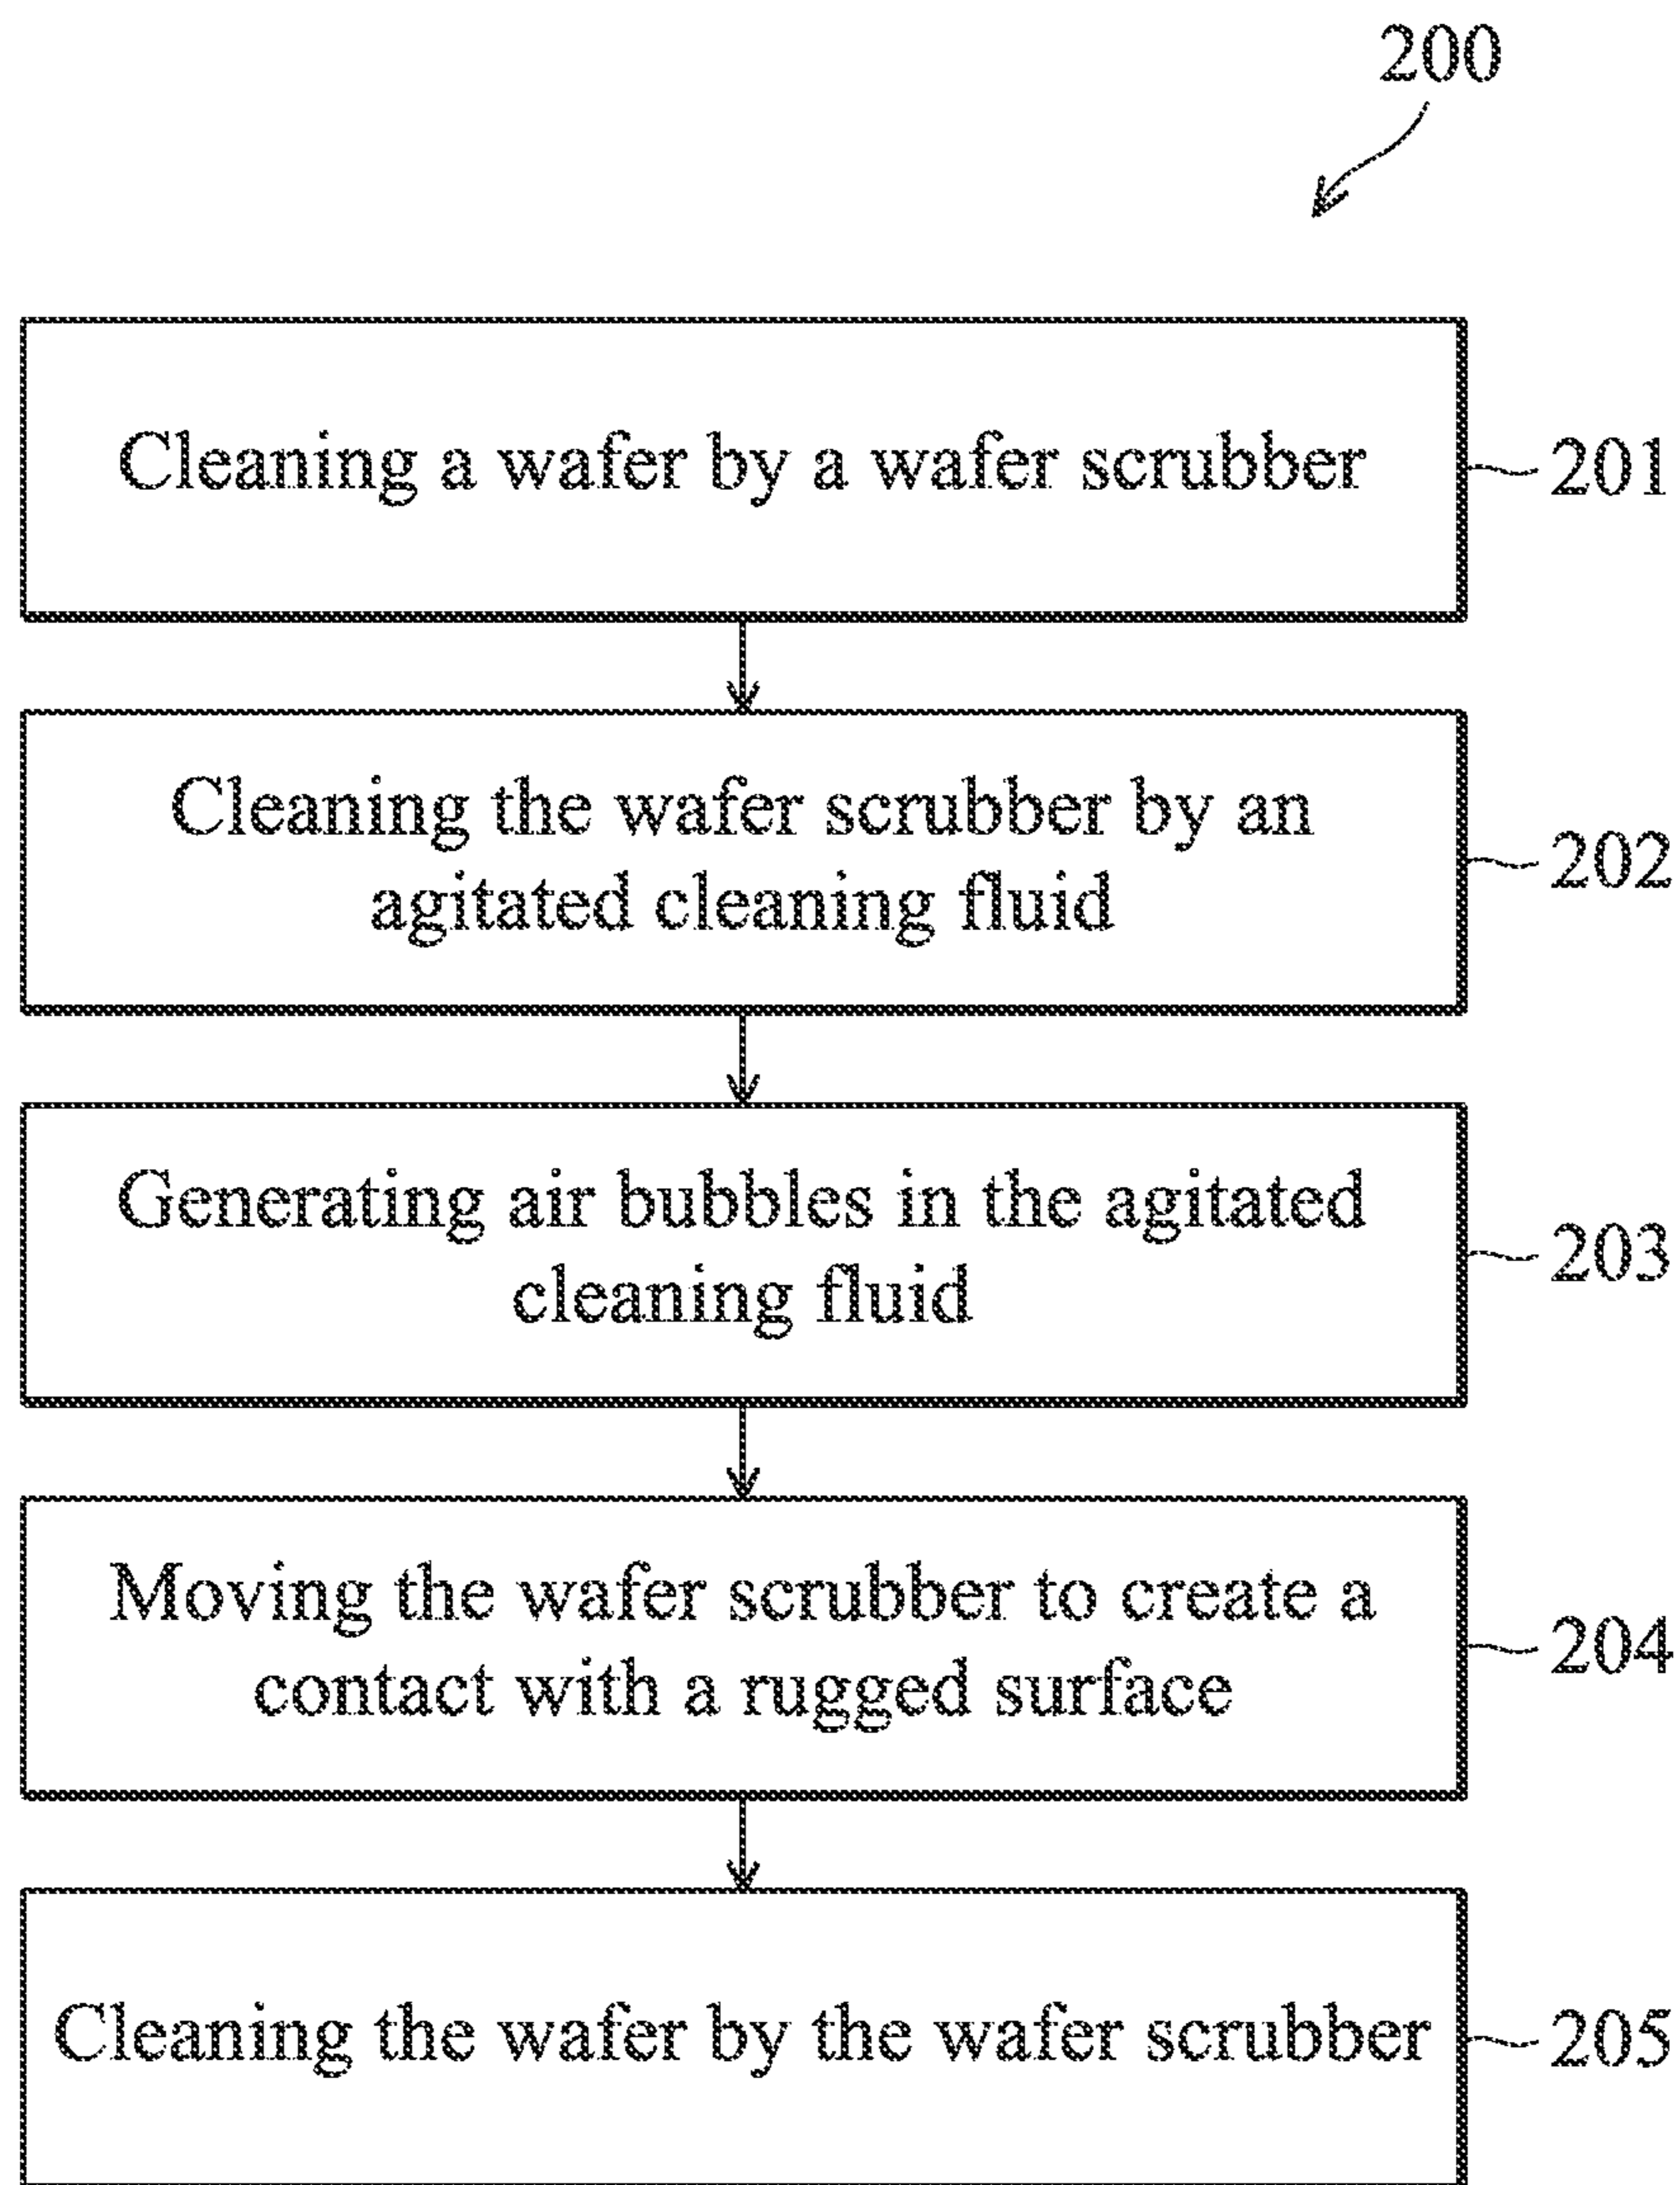 200
Cleaning a wafer by a wafer scrubber
201
Cleaning the wafer scrubber by an
agitated cleaning fluid
202
Generating air bubbles in the agitated
cleaning fluid
203
Moving the wafer scrubber to create a
contact with a rugged surface
204
Cleaning the wafer by the wafer scrubber
205